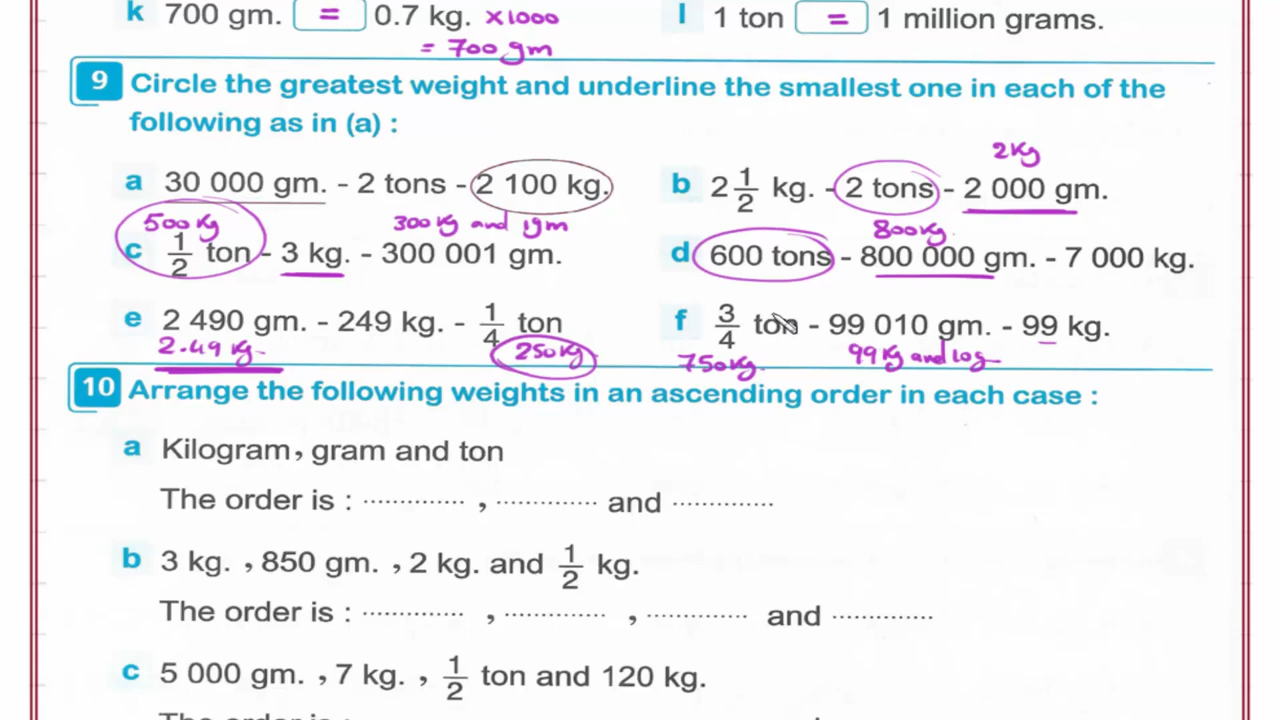 k 700 gm. = 0.7 kg. ×1000
= 700 gm
l 1 ton = 1 million grams.
9 Circle the greatest weight and underline the smallest one in each of the
following as in (a) :
a 30 000 gm. - 2 tons - 2 100 kg.
2 Kg
b 2 1/2 kg. - 2 tons - 2 000 gm.
500 Kg 300 Kg and 1gm
c 1/2 ton - 3 kg. - 300 001 gm.
800 Kg
d 600 tons - 800 000 gm. - 7 000 kg.
e 2 490 gm. - 249 kg. - 1/4 ton
2.49 Kg 250 Kg
f 3/4 ton - 99 010 gm. - 99 kg.
750 Kg 99 Kg and 10g
10 Arrange the following weights in an ascending order in each case :
a Kilogram, gram and ton
The order is : .............. , .............. and ..............
b 3 kg. , 850 gm. , 2 kg. and 1/2 kg.
The order is : .............. , .............. , .............. and ..............
c 5 000 gm. , 7 kg. , 1/2 ton and 120 kg.
The order is :